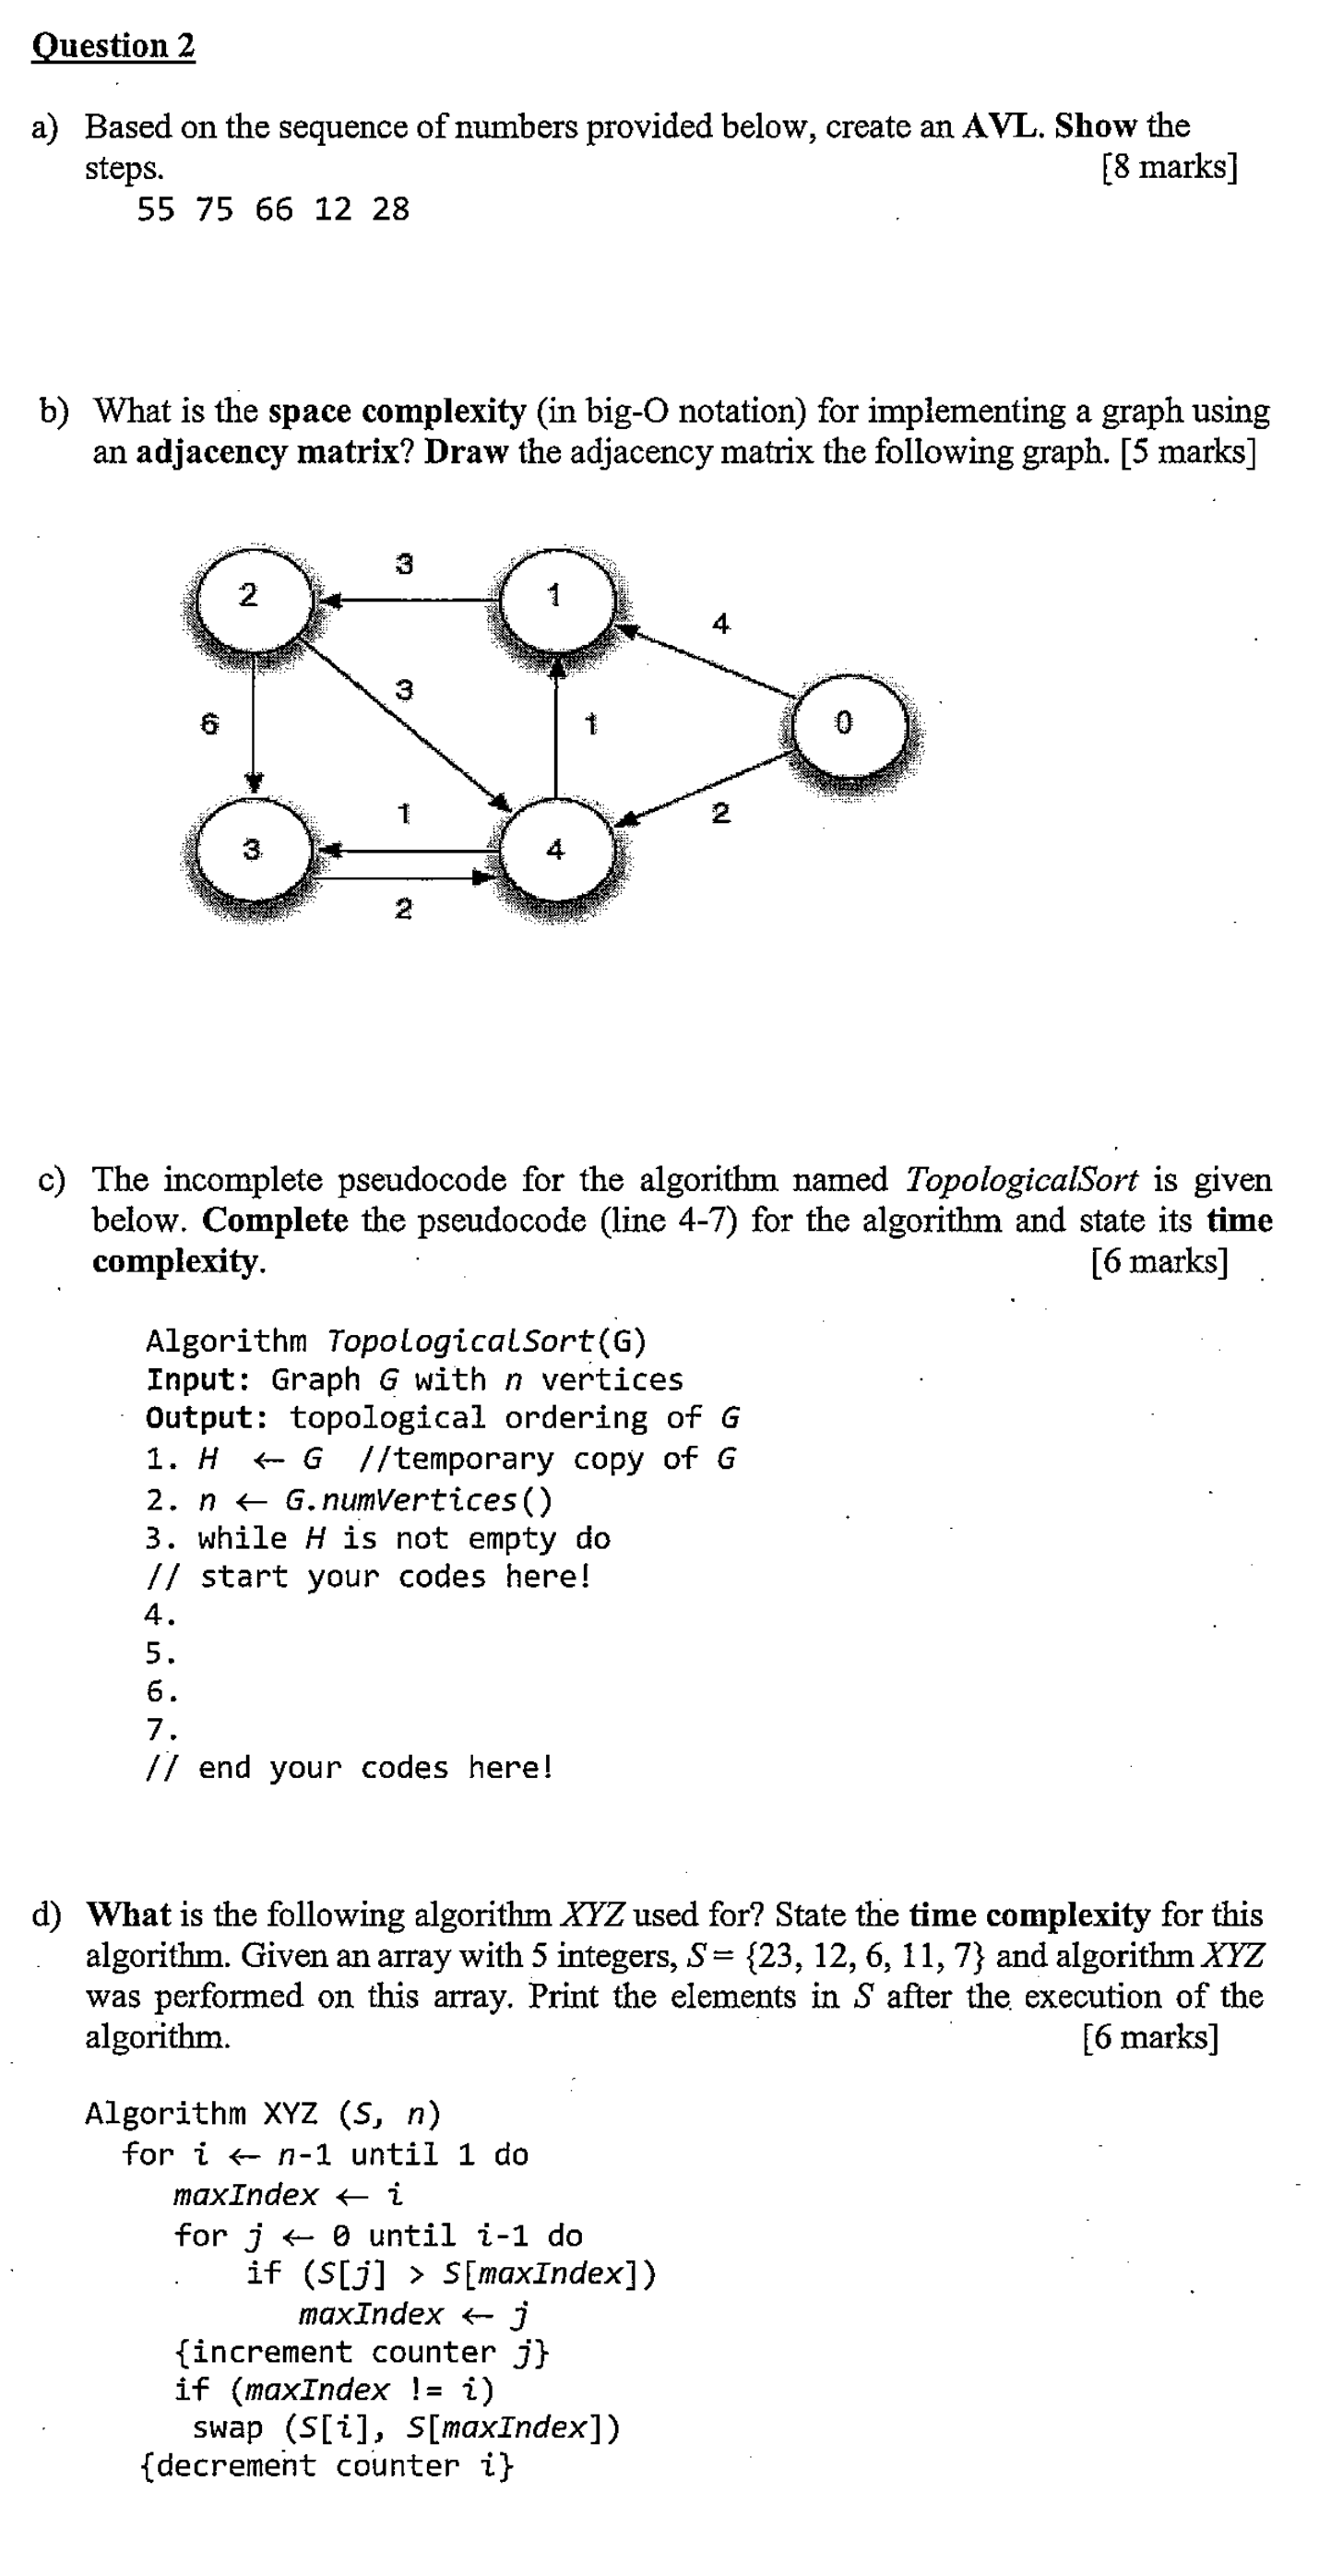 Question 2
a) Based on the sequence of numbers provided below, create an AVL. Show the
steps. [8 marks]
55 75 66 12 28
b) What is the space complexity (in big-O notation) for implementing a graph using
an adjacency matrix? Draw the adjacency matrix the following graph. [5 marks]
3
2
1
4
3
6
1
0
1
2
3
4
2
c) The incomplete pseudocode for the algorithm named TopologicalSort is given
below. Complete the pseudocode (line 4-7) for the algorithm and state its time
complexity. [6 marks]
Algorithm TopologicalSort(G)
Input: Graph G with n vertices
Output: topological ordering of G
1. H ← G //temporary copy of G
2. n ← G.numVertices()
3. while H is not empty do
// start your codes here!
4.
5.
6.
7.
// end your codes here!
d) What is the following algorithm XYZ used for? State the time complexity for this
algorithm. Given an array with 5 integers, S = {23, 12, 6, 11, 7} and algorithm XYZ
was performed on this array. Print the elements in S after the execution of the
algorithm. [6 marks]
Algorithm XYZ (S, n)
for i ← n-1 until 1 do
maxIndex ← i
for j ← 0 until i-1 do
if (S[j] > S[maxIndex])
maxIndex ← j
{increment counter j}
if (maxIndex != i)
swap (S[i], S[maxIndex])
{decrement counter i}